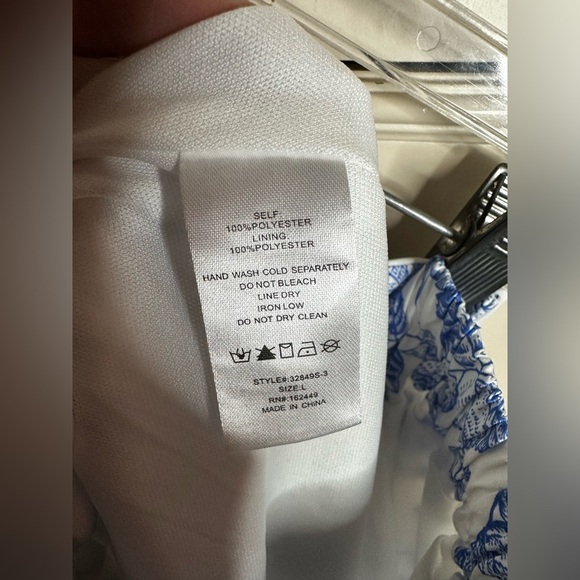 SELF:
100%POLYESTER
LINING:
100%POLYESTER
HAND WASH COLD SEPARATELY
DO NOT BLEACH
LINE DRY
IRON LOW
DO NOT DRY CLEAN
STYLE#:32849S-3
SIZE:L
RN#:162449
MADE IN CHINA